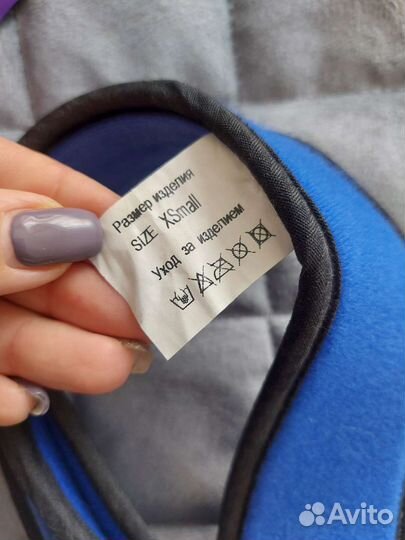 Размер изделия
SIZE XSmall
Уход за изделием
Avito